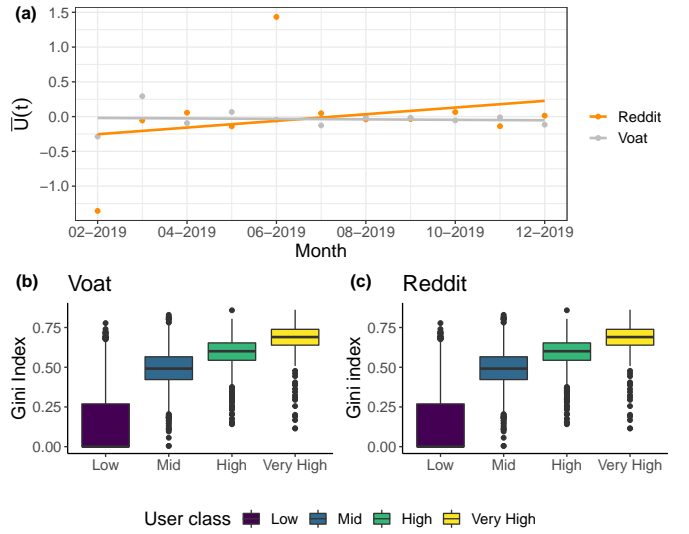 (a)
1.5
1.0
0.5
0.0
−0.5
−1.0
U̅(t)
02−2019
04−2019
06−2019
08−2019
10−2019
12−2019
Month
Reddit
Voat
(b) Voat
0.75
0.50
0.25
0.00
Gini Index
Low Mid High Very High
(c) Reddit
0.75
0.50
0.25
0.00
Gini index
Low Mid High Very High
User class Low Mid High Very High